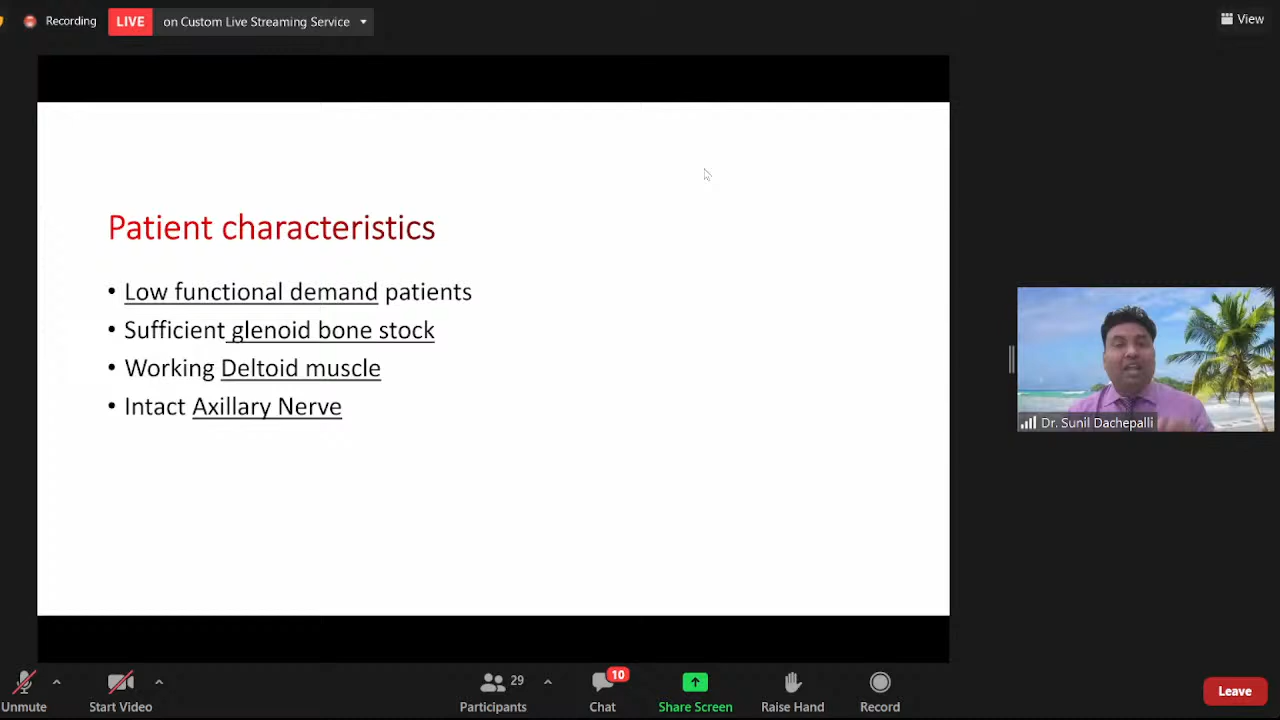 Recording
LIVE on Custom Live Streaming Service
View
Patient characteristics
• Low functional demand patients
• Sufficient glenoid bone stock
• Working Deltoid muscle
• Intact Axillary Nerve
Dr. Sunil Dachepalli
29
10
Unmute
Start Video
Participants
Chat
Share Screen
Raise Hand
Record
Leave